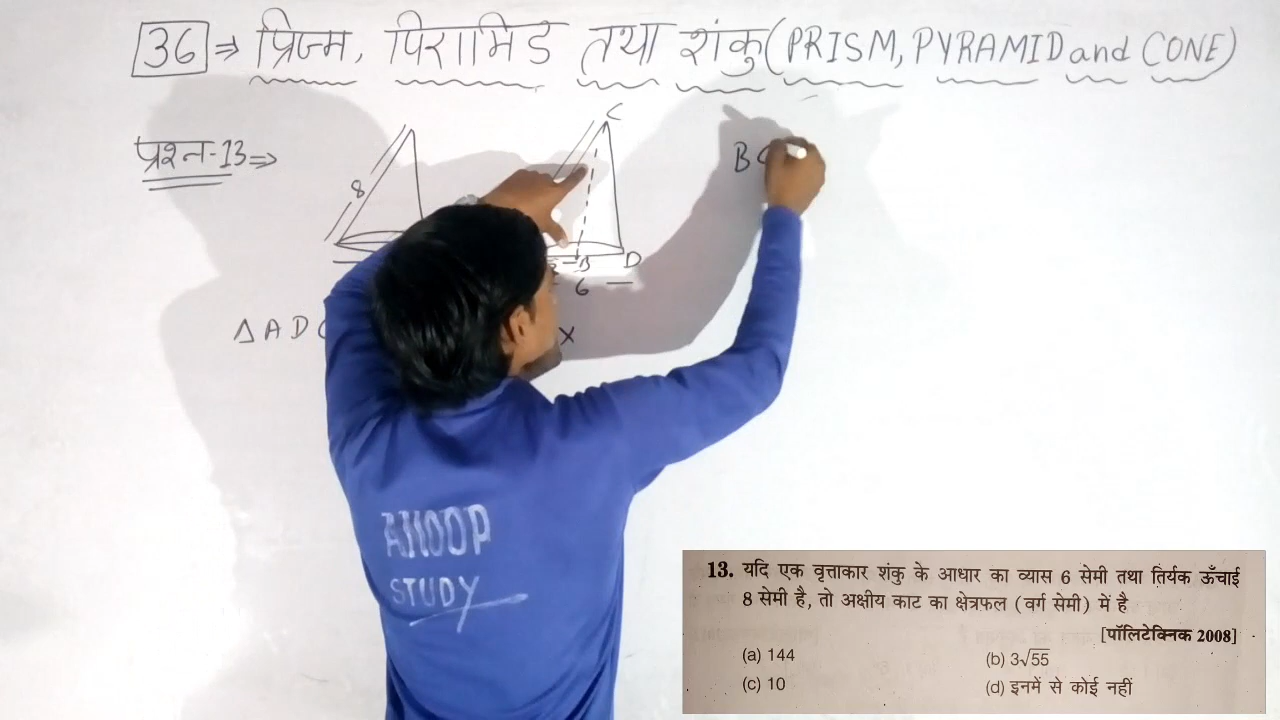 36 ⇒ प्रिज्म, पिरामिड तथा शंकु (PRISM, PYRAMID and CONE)
प्रश्न-13 ⇒
8
C
B
D
6
Δ A D
x
B
ANOOP
STUDY
13. यदि एक वृत्ताकार शंकु के आधार का व्यास 6 सेमी तथा तिर्यक ऊँचाई
8 सेमी है, तो अक्षीय काट का क्षेत्रफल (वर्ग सेमी) में है
[पॉलिटेक्निक 2008]
(a) 144 (b) 3√55
(c) 10 (d) इनमें से कोई नहीं